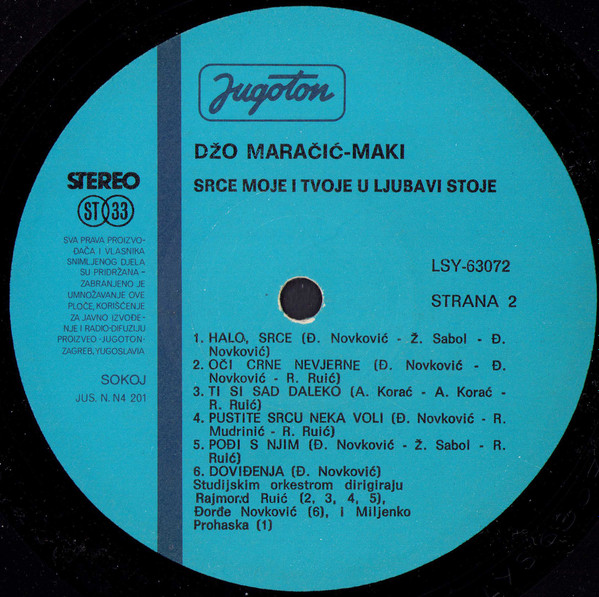 Jugoton
DŽO MARAČIĆ-MAKI
SRCE MOJE I TVOJE U LJUBAVI STOJE
STEREO
ST 33
SVA PRAVA PROIZVO-
ĐAČA I VLASNIKA
SNIMLJENOG DJELA
SU PRIDRŽANA –
ZABRANJENO JE
UMNOŽAVANJE OVE
PLOČE, KORIŠĆENJE
ZA JAVNO IZVOĐE-
NJE I RADIO-DIFUZIJU
PROIZVEO »JUGOTON«
ZAGREB, YUGOSLAVIA
SOKOJ
JUS. N. N4 201
LSY-63072
STRANA 2
1. HALO, SRCE (Đ. Novković - Ž. Sabol - Đ.
Novković)
2. OČI CRNE NEVJERNE (Đ. Novković - Đ.
Novković - R. Ruić)
3. TI SI SAD DALEKO (A. Korać - A. Korać -
R. Ruić)
4. PUSTITE SRCU NEKA VOLI (Đ. Novković - R.
Mudrinić - R. Ruić)
5. POĐI S NJIM (Đ. Novković - Ž. Sabol - R.
Ruić)
6. DOVIĐENJA (Đ. Novković)
Studijskim orkestrom dirigiraju
Rajmord Ruić (2, 3, 4, 5),
Đorđe Novković (6), i Miljenko
Prohaska (1)